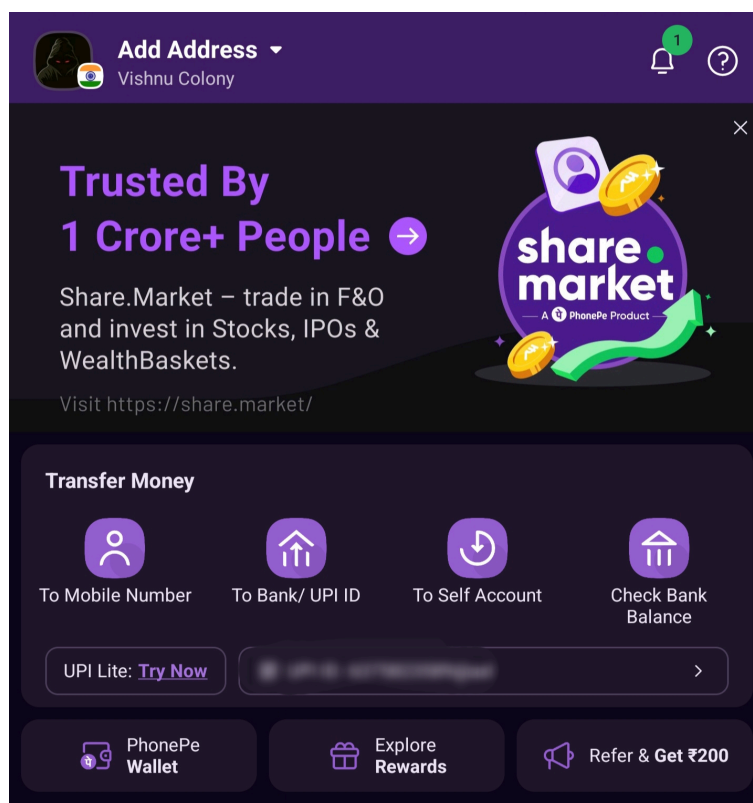 Add Address
Vishnu Colony
1
Trusted By
1 Crore+ People
Share.Market – trade in F&O
and invest in Stocks, IPOs &
WealthBaskets.
Visit https://share.market/
share.
market
A पे PhonePe Product
Transfer Money
To Mobile Number
To Bank/ UPI ID
To Self Account
Check Bank
Balance
UPI Lite: Try Now
पे
PhonePe
Wallet
Explore
Rewards
Refer & Get ₹200